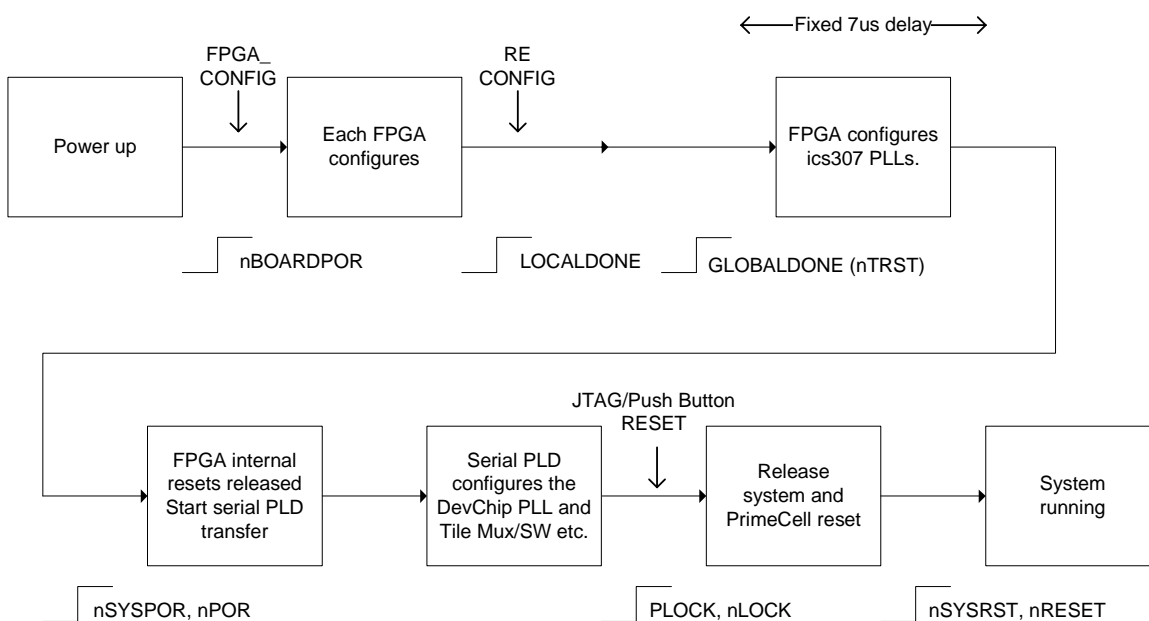 Fixed 7us delay
FPGA_
CONFIG
RE
CONFIG
Power up
Each FPGA
configures
FPGA configures
ics307 PLLs.
nBOARDPOR
LOCALDONE
GLOBALDONE (nTRST)
JTAG/Push Button
RESET
FPGA internal
resets released
Start serial PLD
transfer
Serial PLD
configures the
DevChip PLL and
Tile Mux/SW etc.
Release
system and
PrimeCell reset
System
running
nSYSPOR, nPOR
PLOCK, nLOCK
nSYSRST, nRESET